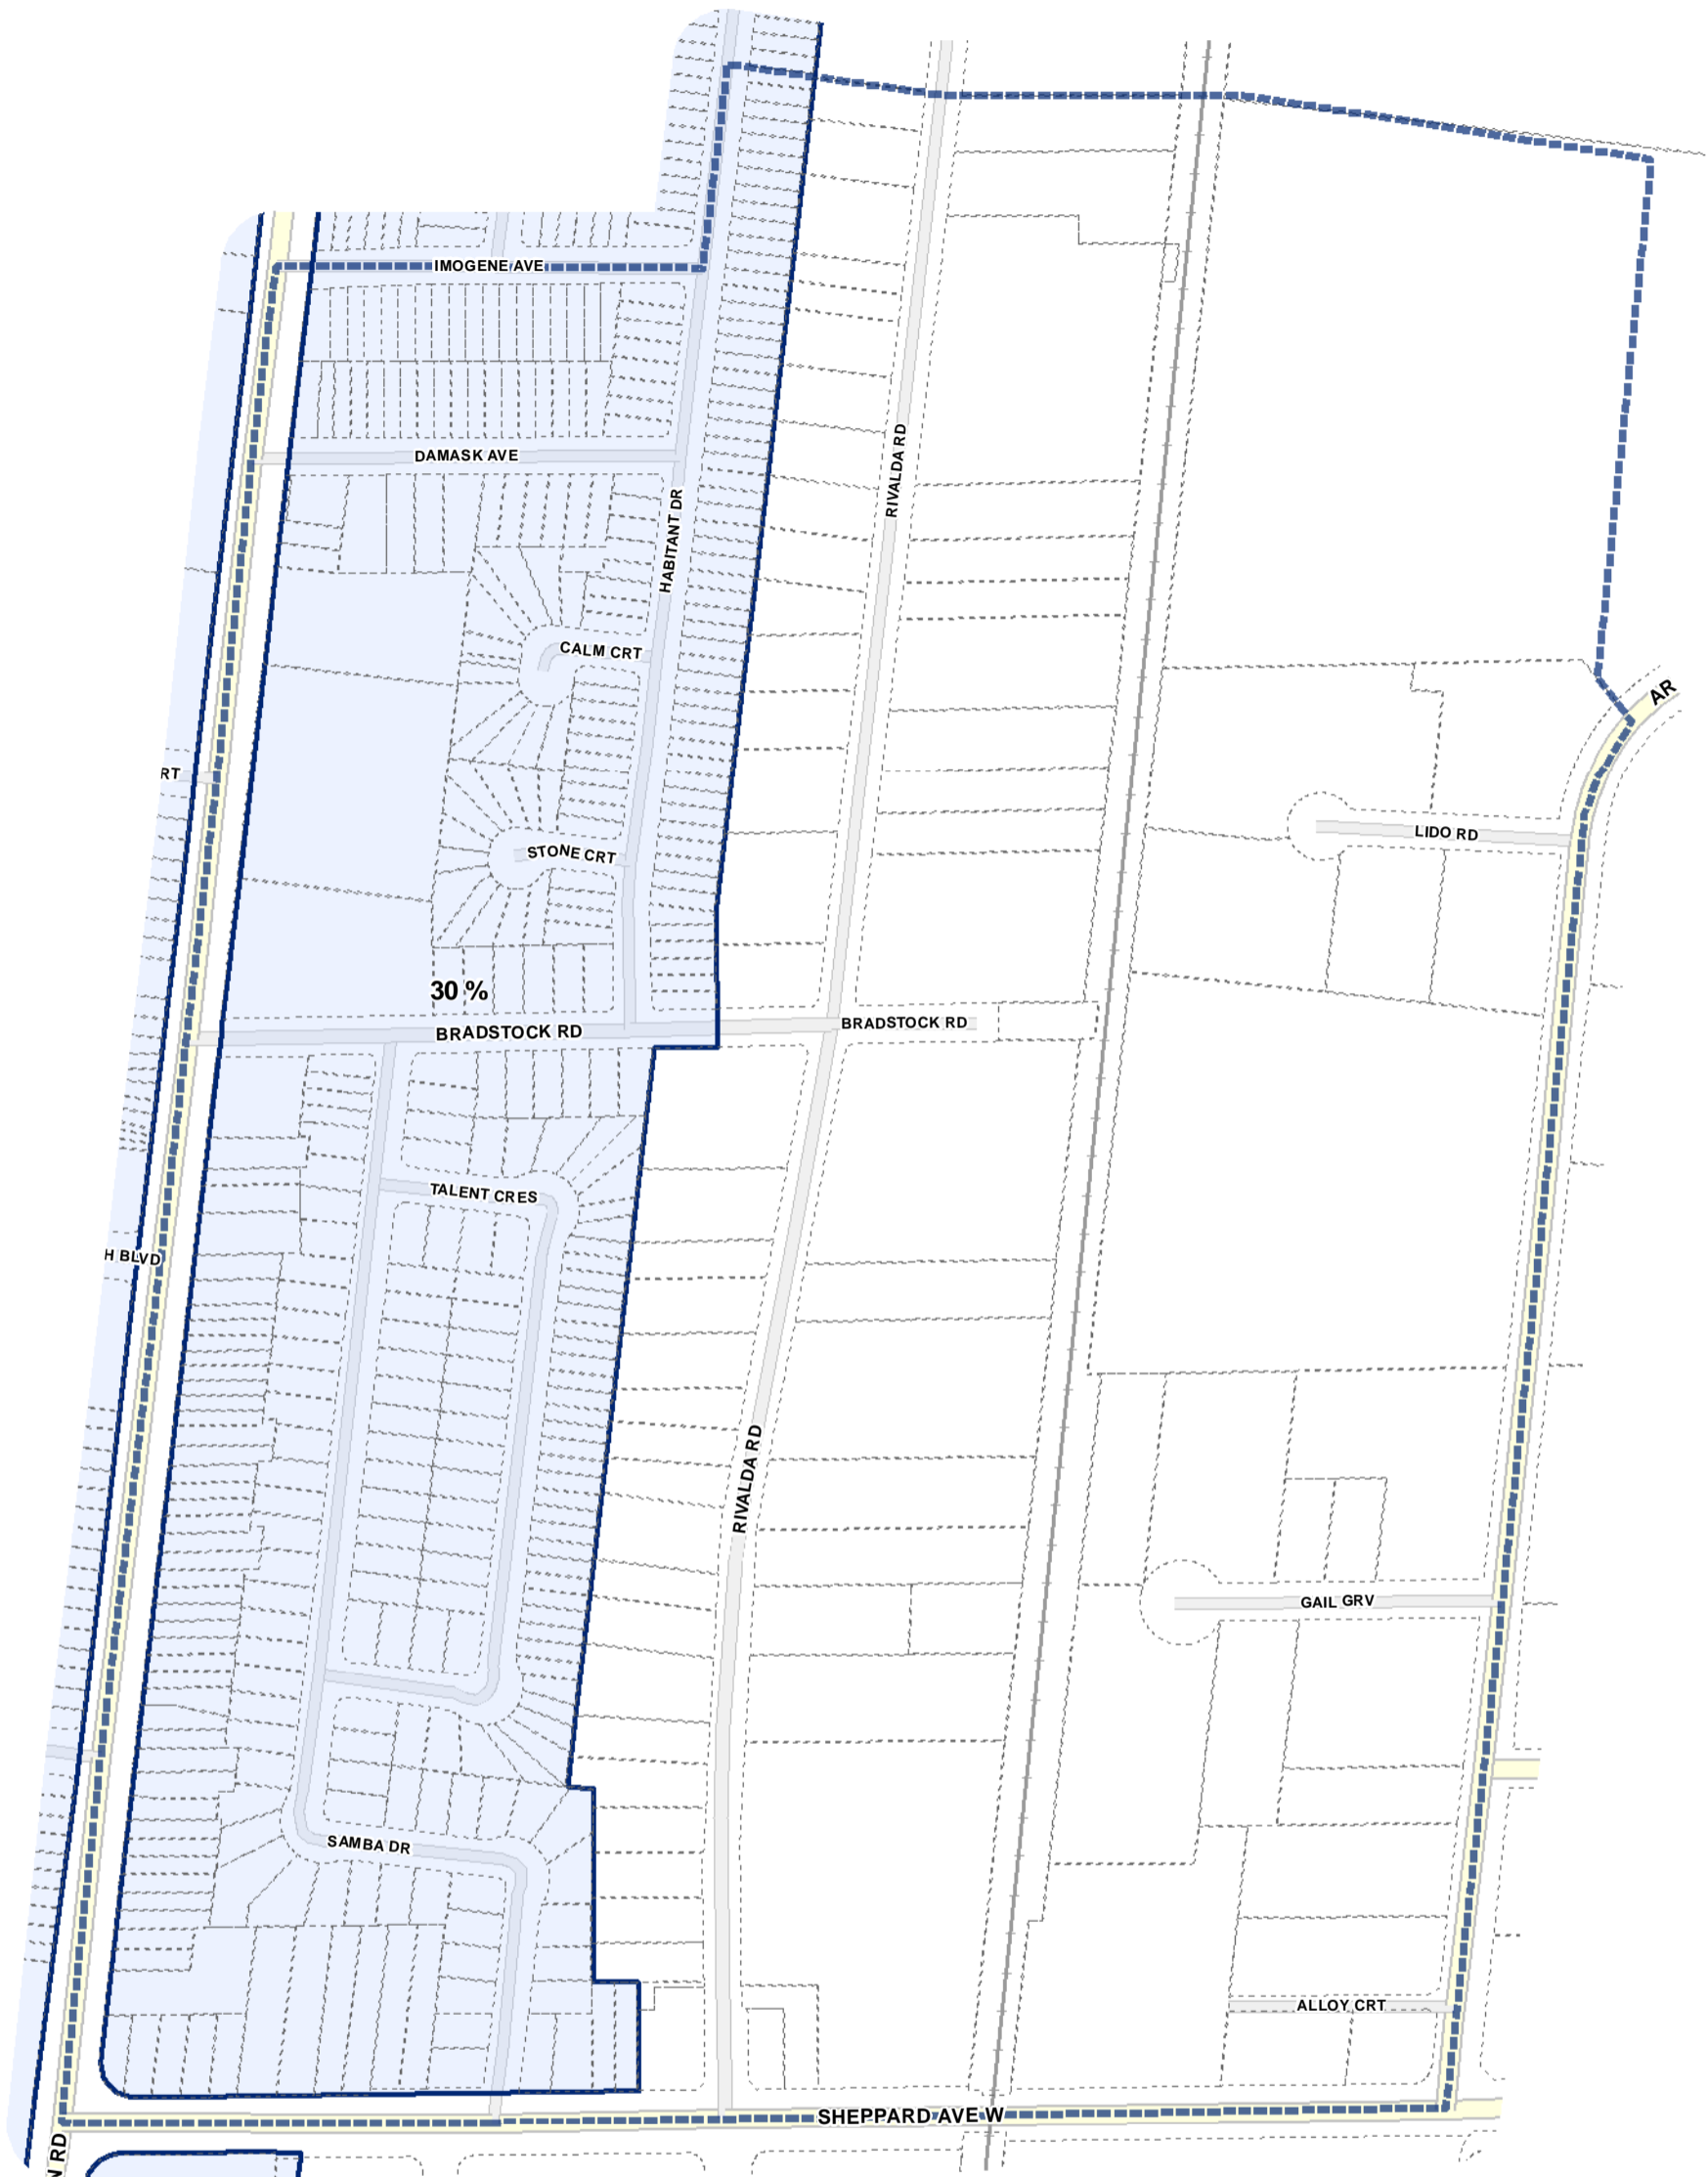 IMOGENE AVE
DAMASK AVE
RIVALDA RD
HABITANT DR
CALM CRT
AR
RT
LIDO RD
STONE CRT
30 %
BRADSTOCK RD
BRADSTOCK RD
TALENT CRES
H BLVD
RIVALDA RD
GAIL GRV
SAMBA DR
ALLOY CRT
SHEPPARD AVE W
N RD